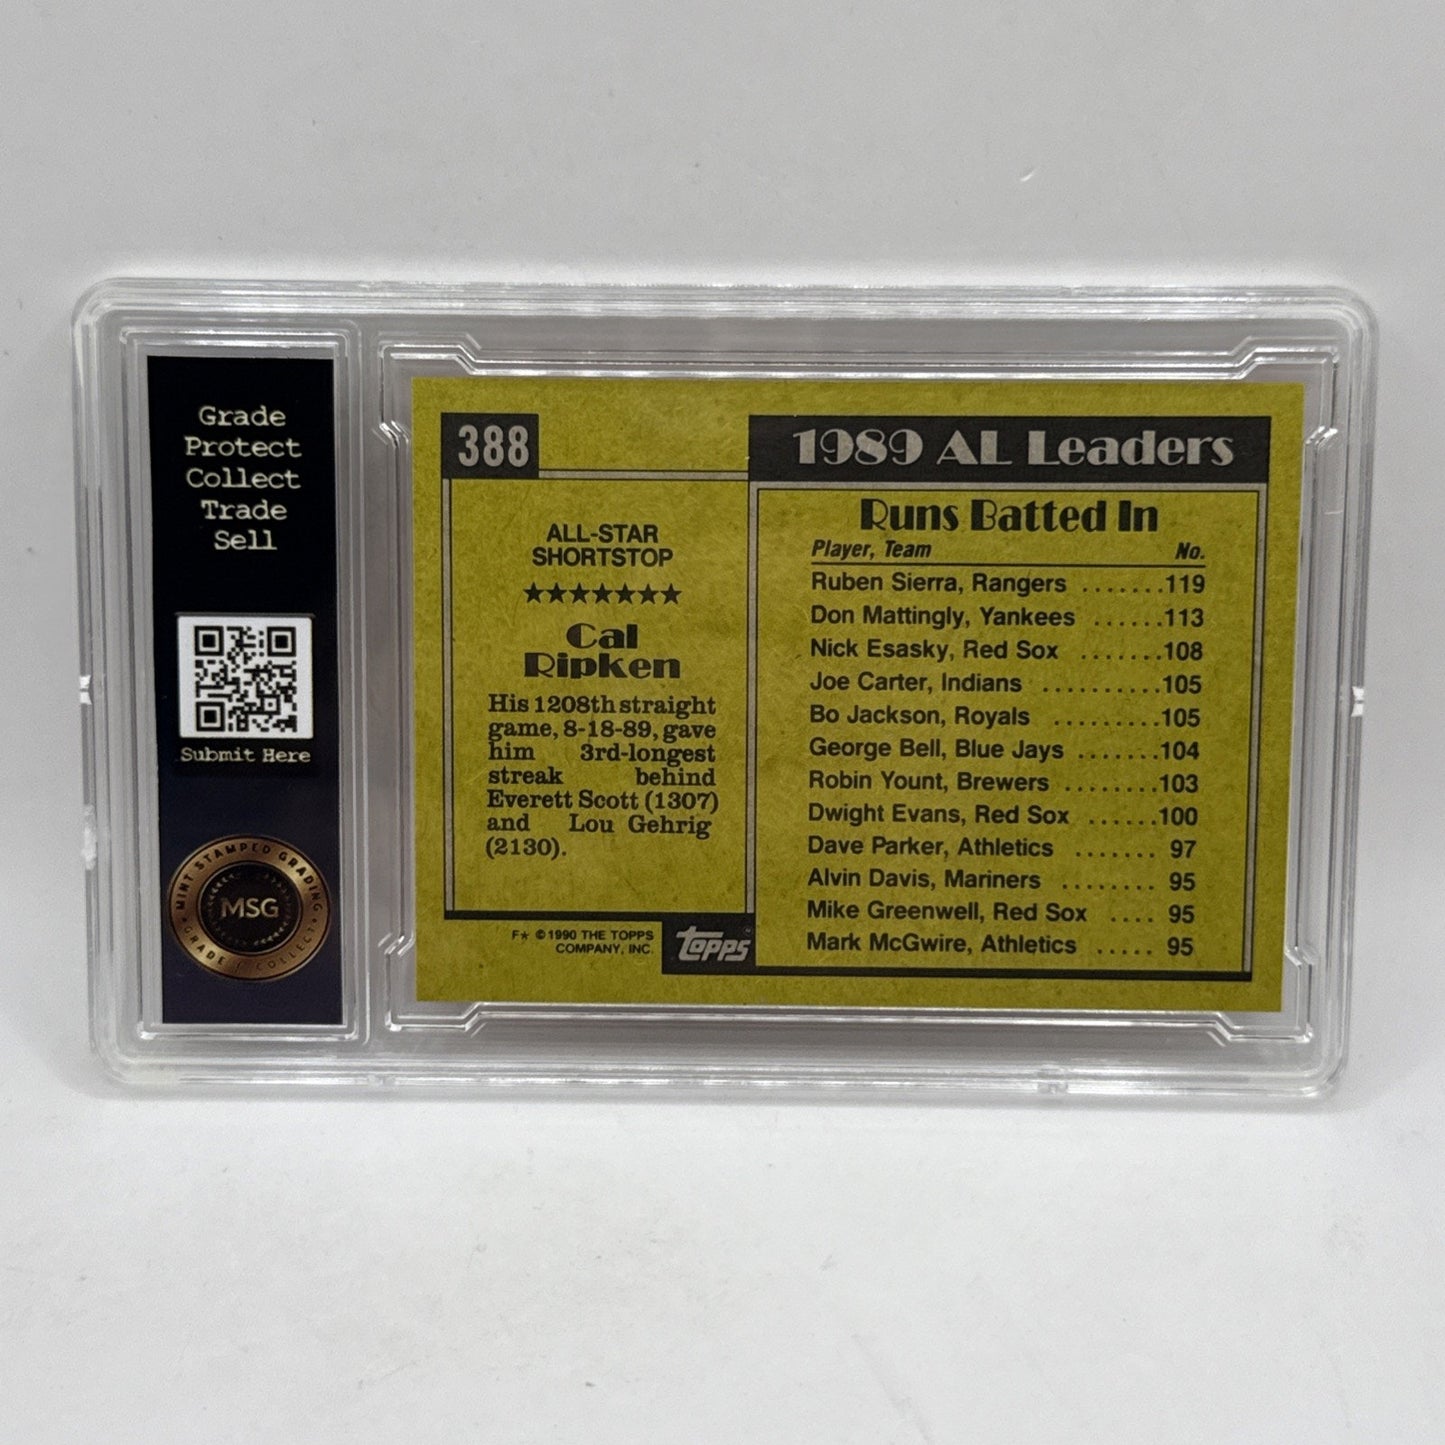 Grade
Protect
Collect
Trade
Sell
Submit Here
MINT STAMPED GRADING
MSG
GRADE / COLLECT
388
ALL-STAR
SHORTSTOP
★★★★★★★
Cal
Ripken
His 1208th straight
game, 8-18-89, gave
him 3rd-longest
streak behind
Everett Scott (1307)
and Lou Gehrig
(2130).
F★ ©1990 THE TOPPS
COMPANY, INC.
topps®
1989 AL Leaders
Runs Batted In
Player, Team No.
Ruben Sierra, Rangers .......119
Don Mattingly, Yankees ......113
Nick Esasky, Red Sox .......108
Joe Carter, Indians ..........105
Bo Jackson, Royals .........105
George Bell, Blue Jays .......104
Robin Yount, Brewers ........103
Dwight Evans, Red Sox ......100
Dave Parker, Athletics ....... 97
Alvin Davis, Mariners ........ 95
Mike Greenwell, Red Sox .... 95
Mark McGwire, Athletics ..... 95